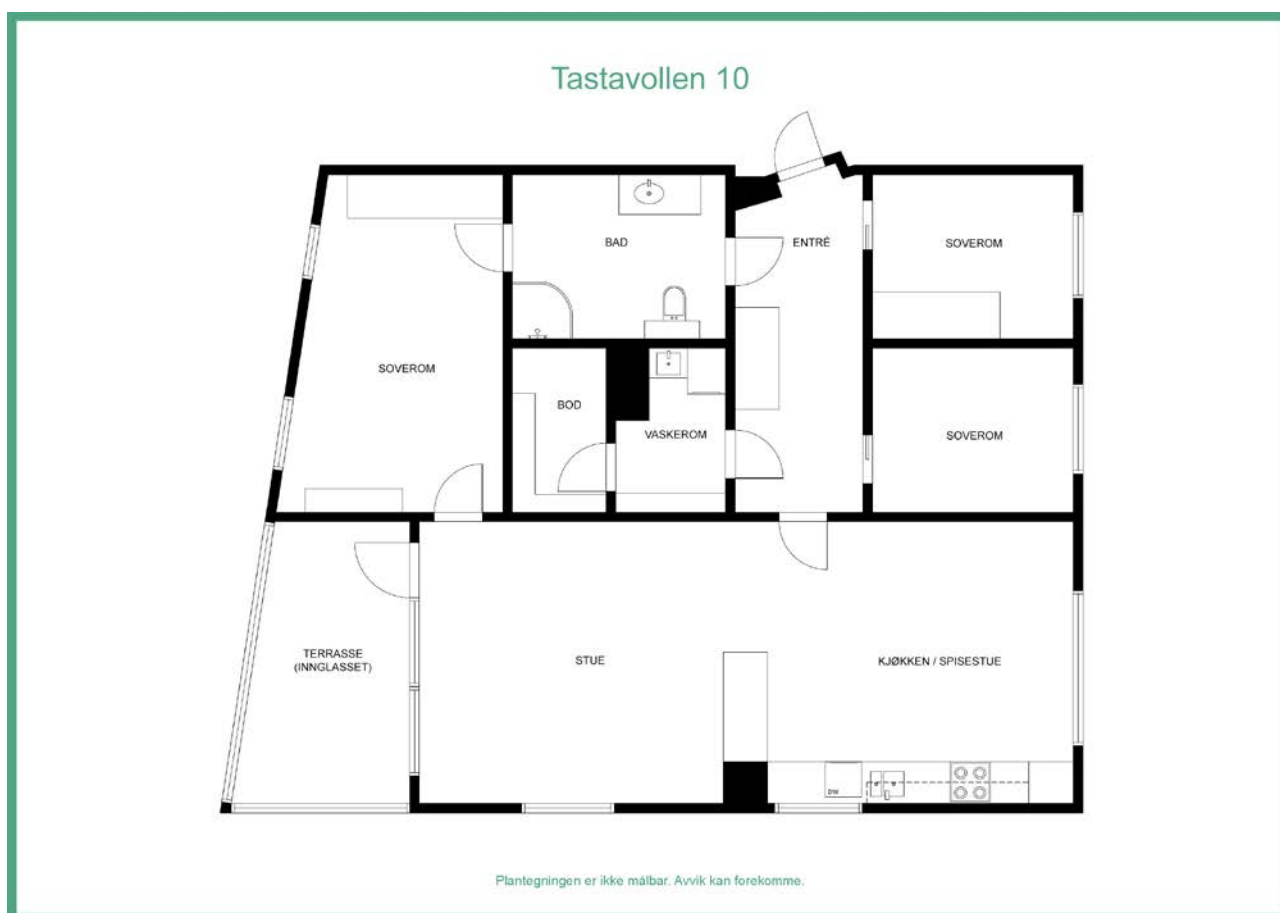 Tastavollen 10
BAD
ENTRÉ
SOVEROM
SOVEROM
BOD
VASKEROM
SOVEROM
TERRASSE
(INNGLASSET)
STUE
KJØKKEN / SPISESTUE
DW
Plantegningen er ikke målbar. Avvik kan forekomme.